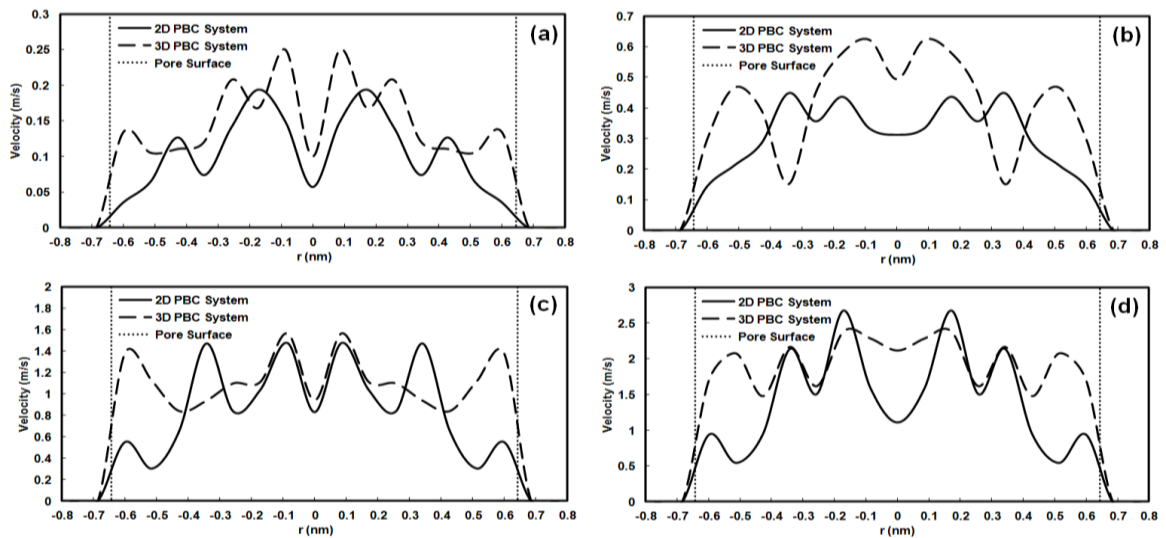 0.3
0.25
0.2
0.15
0.1
0.05
0
Velocity (m/s)
2D PBC System
3D PBC System
Pore Surface
(a)
-0.8 -0.7 -0.6 -0.5 -0.4 -0.3 -0.2 -0.1 0 0.1 0.2 0.3 0.4 0.5 0.6 0.7 0.8
r (nm)
0.7
0.6
0.5
0.4
0.3
0.2
0.1
0
Velocity (m/s)
2D PBC System
3D PBC System
Pore Surface
(b)
-0.8 -0.7 -0.6 -0.5 -0.4 -0.3 -0.2 -0.1 0 0.1 0.2 0.3 0.4 0.5 0.6 0.7 0.8
r (nm)
2
1.8
1.6
1.4
1.2
1
0.8
0.6
0.4
0.2
0
Velocity (m/s)
2D PBC System
3D PBC System
Pore Surface
(c)
-0.8 -0.7 -0.6 -0.5 -0.4 -0.3 -0.2 -0.1 0 0.1 0.2 0.3 0.4 0.5 0.6 0.7 0.8
r (nm)
3
2.5
2
1.5
1
0.5
0
Velocity (m/s)
2D PBC System
3D PBC System
Pore Surface
(d)
-0.8 -0.7 -0.6 -0.5 -0.4 -0.3 -0.2 -0.1 0 0.1 0.2 0.3 0.4 0.5 0.6 0.7 0.8
r (nm)